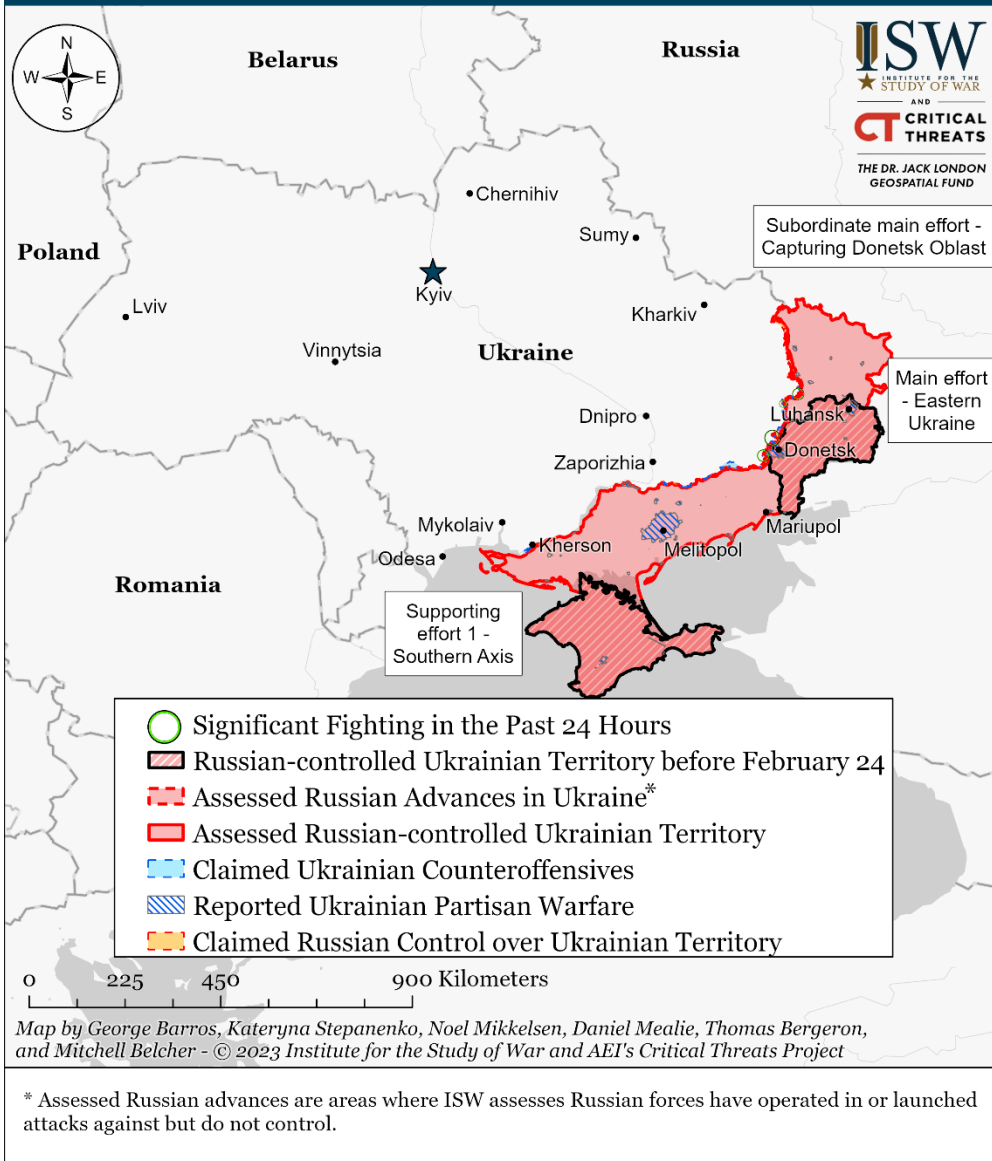 N
W E
S
Belarus
Russia
ISW
INSTITUTE FOR THE
STUDY OF WAR
AND
CT CRITICAL
THREATS
THE DR. JACK LONDON
GEOSPATIAL FUND
Chernihiv
Subordinate main effort -
Capturing Donetsk Oblast
Sumy
Poland
Kyiv
Lviv
Kharkiv
Vinnytsia
Ukraine
Main effort
- Eastern
Ukraine
Dnipro
Luhansk
Donetsk
Zaporizhia
Mykolaiv
Mariupol
Kherson
Melitopol
Odesa
Romania
Supporting
effort 1 -
Southern Axis
Significant Fighting in the Past 24 Hours
Russian-controlled Ukrainian Territory before February 24
Assessed Russian Advances in Ukraine*
Assessed Russian-controlled Ukrainian Territory
Claimed Ukrainian Counteroffensives
Reported Ukrainian Partisan Warfare
Claimed Russian Control over Ukrainian Territory
0 225 450 900 Kilometers
Map by George Barros, Kateryna Stepanenko, Noel Mikkelsen, Daniel Mealie, Thomas Bergeron,
and Mitchell Belcher - © 2023 Institute for the Study of War and AEI's Critical Threats Project
* Assessed Russian advances are areas where ISW assesses Russian forces have operated in or launched
attacks against but do not control.